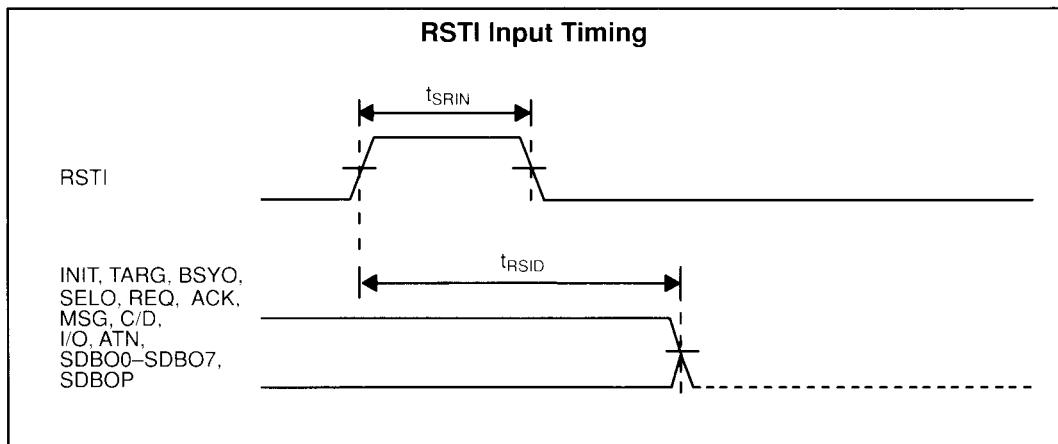 RSTI Input Timing
tSRIN
RSTI
tRSID
INIT, TARG, BSYO,
SELO, REQ, ACK,
MSG, C/D,
I/O, ATN,
SDBO0–SDBO7,
SDBOP